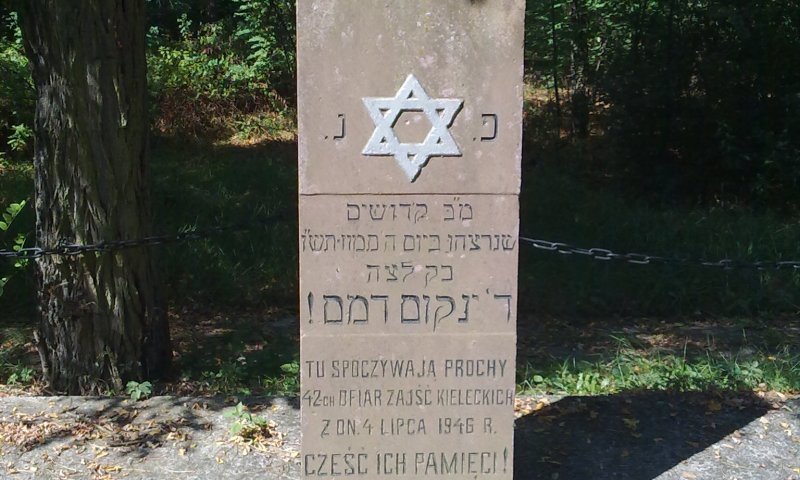 פ. נ.
מ"ב קדושים
שנרצחו ביום ה תמוז תש"ו
בקלצה
ד' ינקום דמם!
TU SPOCZYWAJĄ PROCHY
42CH OFIAR ZAJŚĆ KIELECKICH
Z DN. 4 LIPCA 1946 R.
CZEŚĆ ICH PAMIĘCI!